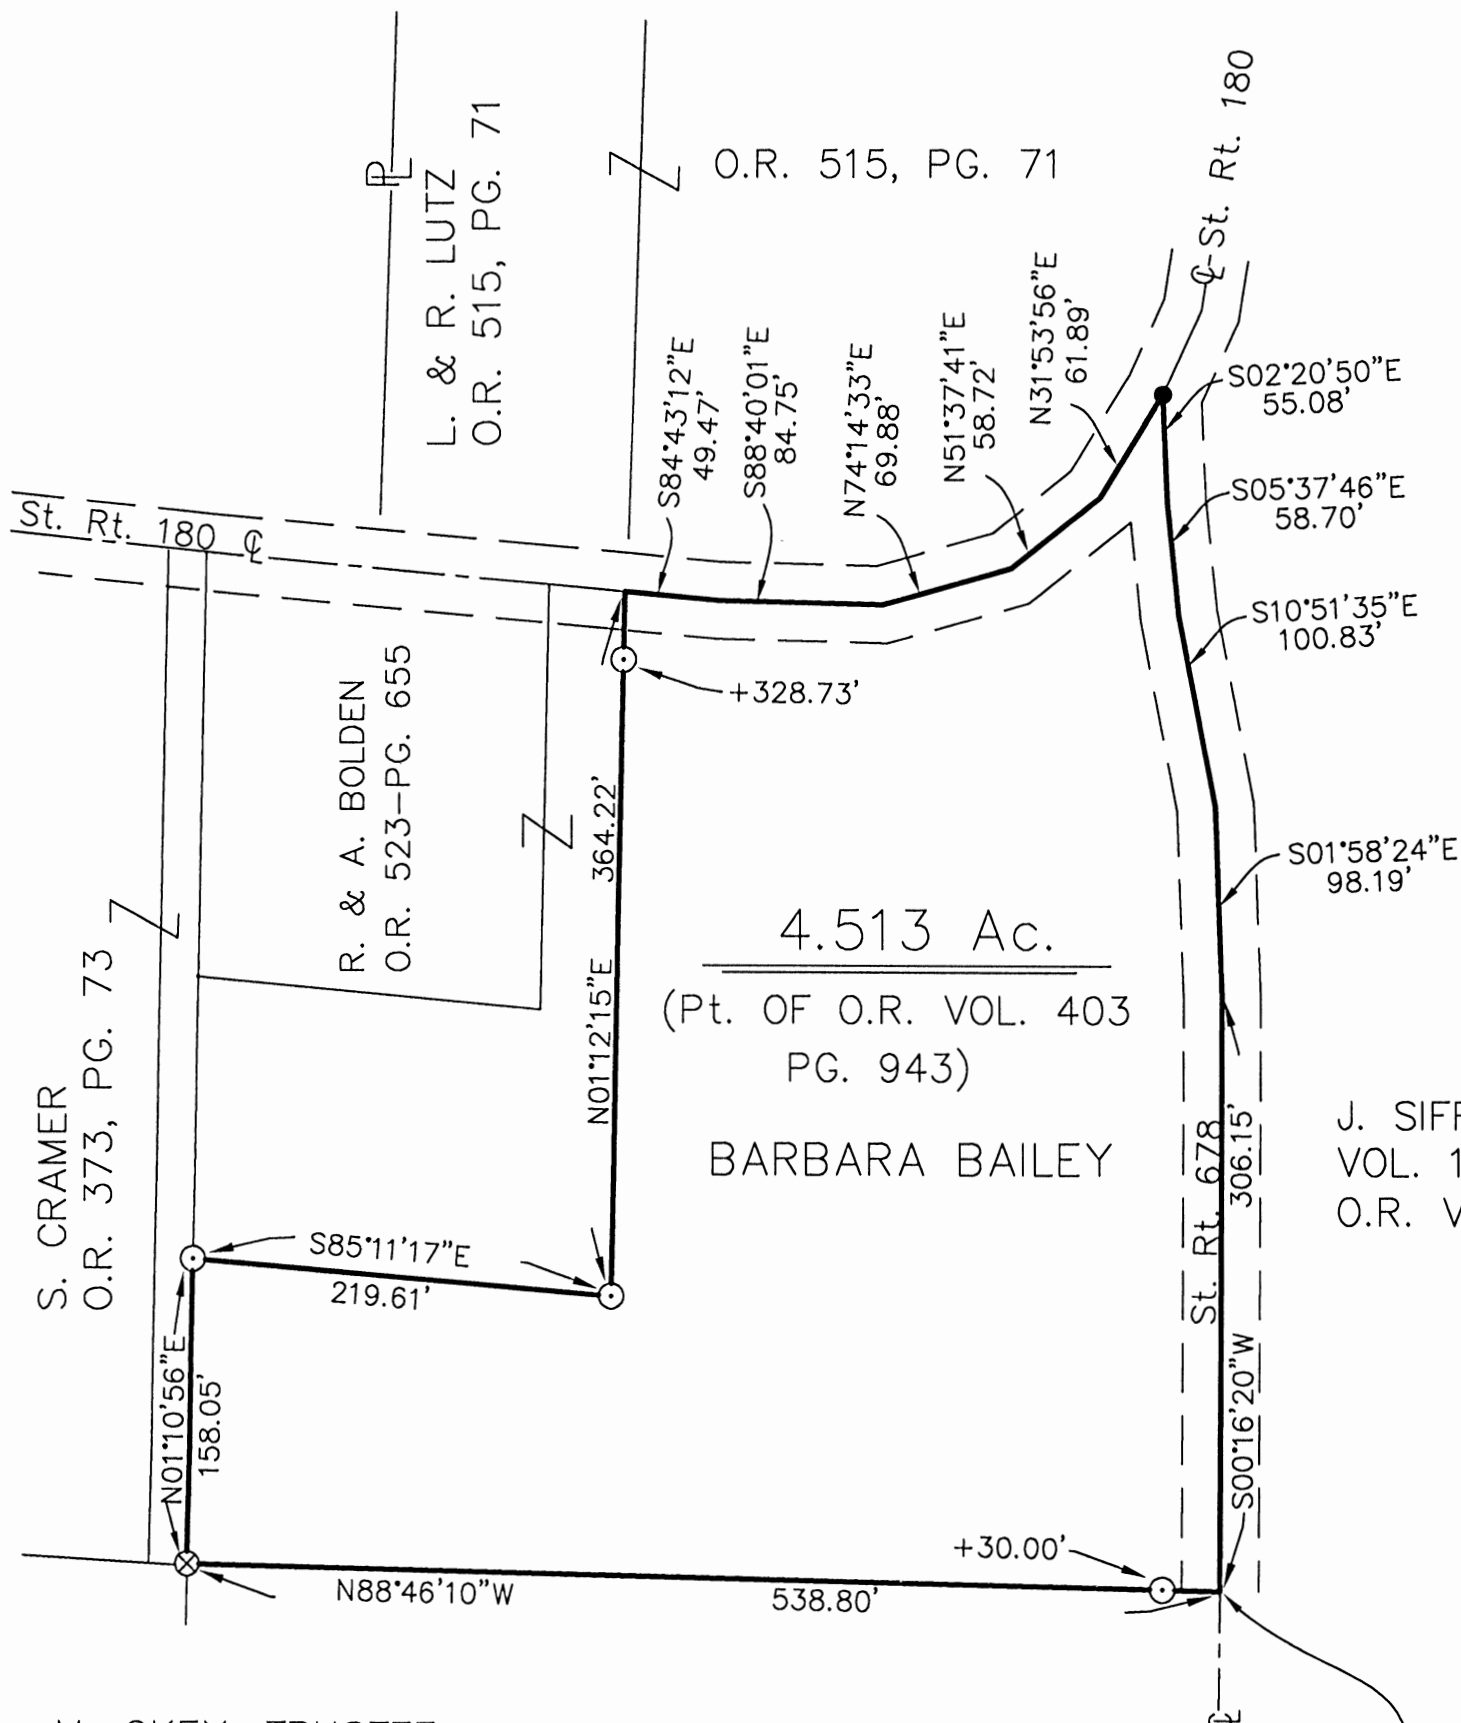 St. Rt. 180
L. & R. LUTZ
O.R. 515, PG. 71
O.R. 515, PG. 71
St. Rt. 180 ℄
℄ St. Rt. 180
S84°43'12"E
49.47'
S88°40'01"E
84.75'
N74°14'33"E
69.88'
N51°37'41"E
58.72'
N31°53'56"E
61.89'
S02°20'50"E
55.08'
S05°37'46"E
58.70'
S10°51'35"E
100.83'
+328.73'
R. & A. BOLDEN
O.R. 523-PG. 655
364.22'
N01°12'15"E
S01°58'24"E
98.19'
4.513 Ac.
(Pt. OF O.R. VOL. 403
PG. 943)
BARBARA BAILEY
S. CRAMER
O.R. 373, PG. 73
J. SIF
VOL. 1
O.R. V
St. Rt. 678
306.15'
S85°11'17"E
219.61'
N01°10'56"E
158.05'
S00°16'20"W
+30.00'
N88°46'10"W
538.80'